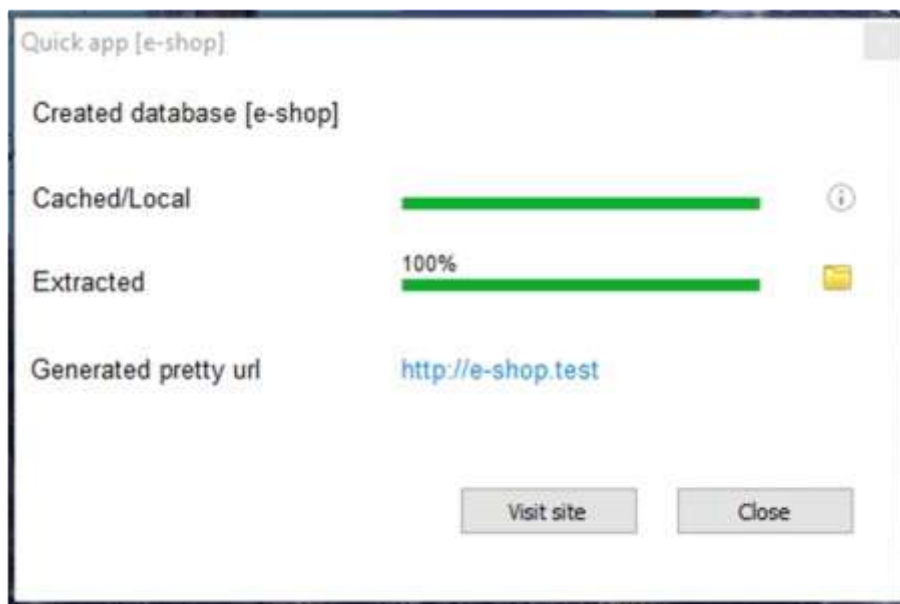 Quick app [e-shop]
Created database [e-shop]
Cached/Local
100%
Extracted
Generated pretty url http://e-shop.test
Visit site Close